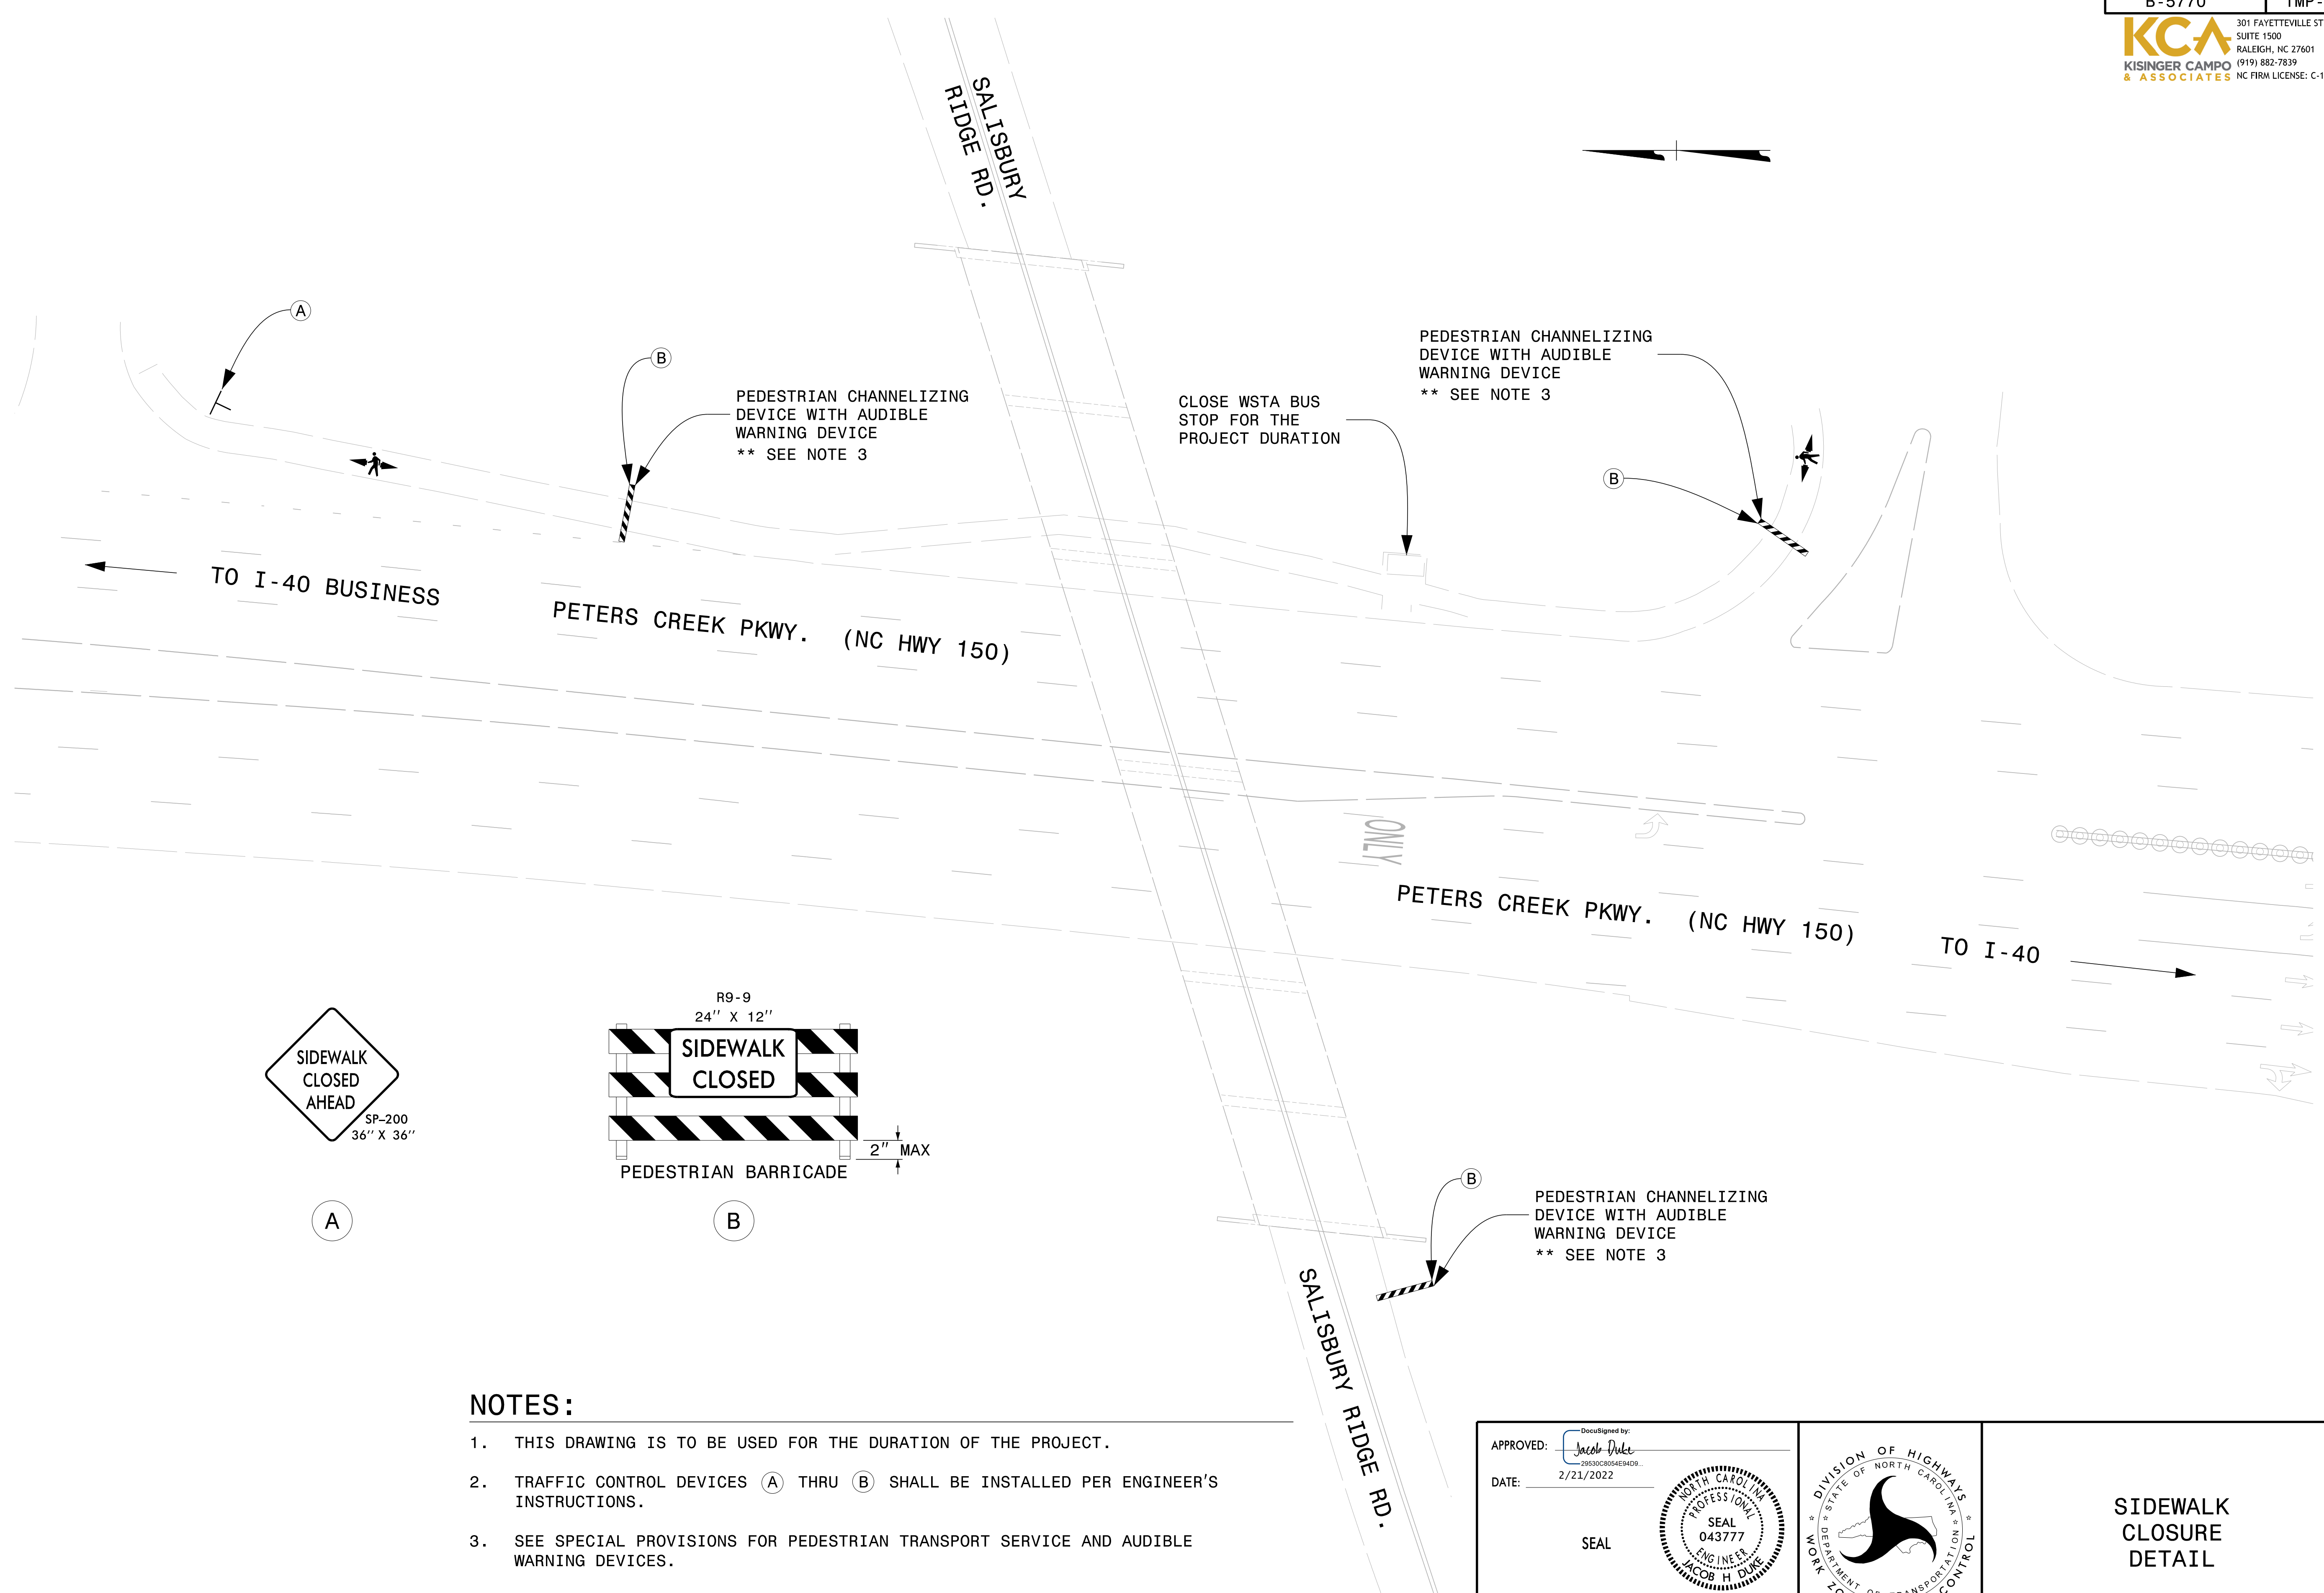 B-5770
TMP-
KCA
KISINGER CAMPO
& ASSOCIATES
301 FAYETTEVILLE ST
SUITE 1500
RALEIGH, NC 27601
(919) 882-7839
NC FIRM LICENSE: C-1
SALISBURY
RIDGE RD.
A
B
PEDESTRIAN CHANNELIZING
DEVICE WITH AUDIBLE
WARNING DEVICE
** SEE NOTE 3
CLOSE WSTA BUS
STOP FOR THE
PROJECT DURATION
PEDESTRIAN CHANNELIZING
DEVICE WITH AUDIBLE
WARNING DEVICE
** SEE NOTE 3
B
TO I-40 BUSINESS
PETERS CREEK PKWY. (NC HWY 150)
ONLY
PETERS CREEK PKWY. (NC HWY 150)
TO I-40
SIDEWALK
CLOSED
AHEAD
SP-200
36'' X 36''
A
R9-9
24'' X 12''
SIDEWALK
CLOSED
2" MAX
PEDESTRIAN BARRICADE
B
B
PEDESTRIAN CHANNELIZING
DEVICE WITH AUDIBLE
WARNING DEVICE
** SEE NOTE 3
SALISBURY RIDGE RD.
NOTES:
1. THIS DRAWING IS TO BE USED FOR THE DURATION OF THE PROJECT.
2. TRAFFIC CONTROL DEVICES A THRU B SHALL BE INSTALLED PER ENGINEER'S
INSTRUCTIONS.
3. SEE SPECIAL PROVISIONS FOR PEDESTRIAN TRANSPORT SERVICE AND AUDIBLE
WARNING DEVICES.
APPROVED:
DocuSigned by:
Jacob Duke
29530C8054E94D9...
DATE: 2/21/2022
SEAL
NORTH CAROLINA
PROFESSIONAL
SEAL
043777
ENGINEER
JACOB H DUKE
DIVISION OF HIGHWAYS
STATE OF NORTH CAROLINA
DEPARTMENT OF TRANSPORTATION
WORK CONTROL
SIDEWALK
CLOSURE
DETAIL